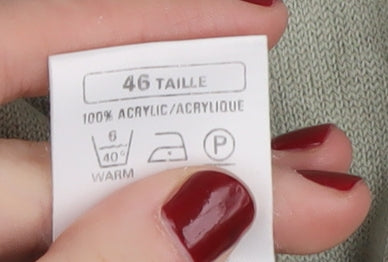 46 TAILLE
100% ACRYLIC/ACRYLIQUE
6
40° P
WARM